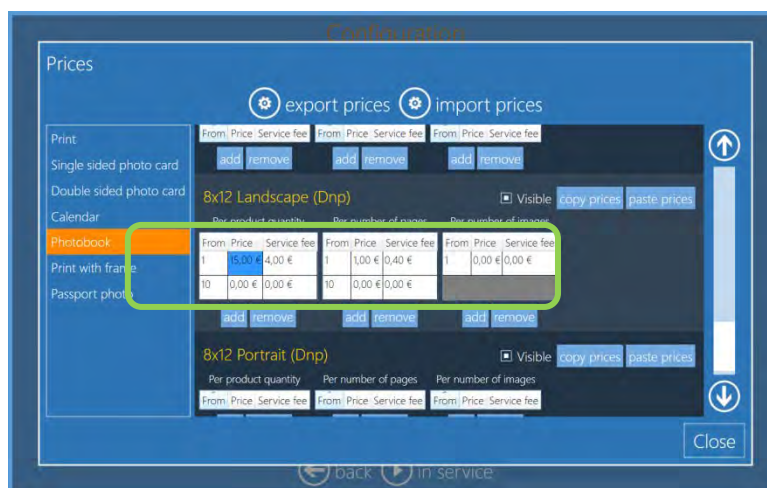 Configuration
Prices
export prices import prices
Print
Single sided photo card
Double sided photo card
Calendar
Photobook
Print with frame
Passport photo
From Price Service fee From Price Service fee From Price Service fee
add remove add remove add remove
8x12 Landscape (Dnp) Visible copy prices paste prices
Per product quantity Per number of pages Per number of images
From Price Service fee From Price Service fee From Price Service fee
1 15,00 € 4,00 € 1 1,00 € 0,40 € 1 0,00 € 0,00 €
10 0,00 € 0,00 € 10 0,00 € 0,00 €
add remove add remove add remove
8x12 Portrait (Dnp) Visible copy prices paste prices
Per product quantity Per number of pages Per number of images
From Price Service fee From Price Service fee From Price Service fee
Close
back in service